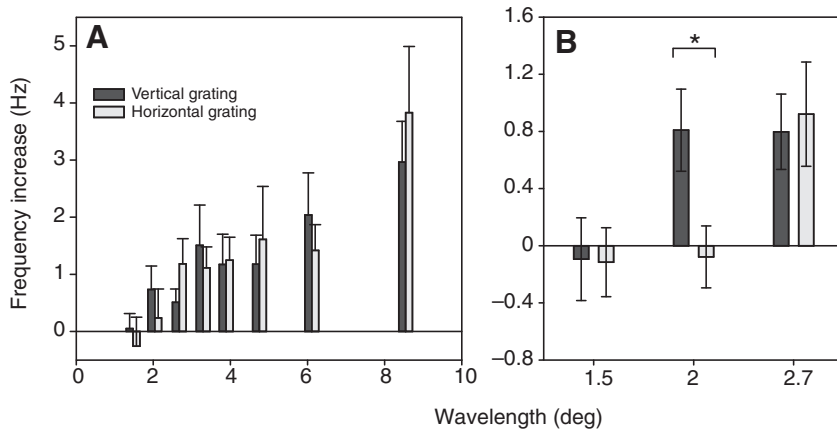 A
B
Frequency increase (Hz)
5
4
3
2
1
0
Vertical grating
Horizontal grating
0 2 4 6 8 10
1.6
1.2
0.8
0.4
0
−0.4
−0.8
*
1.5 2 2.7
Wavelength (deg)